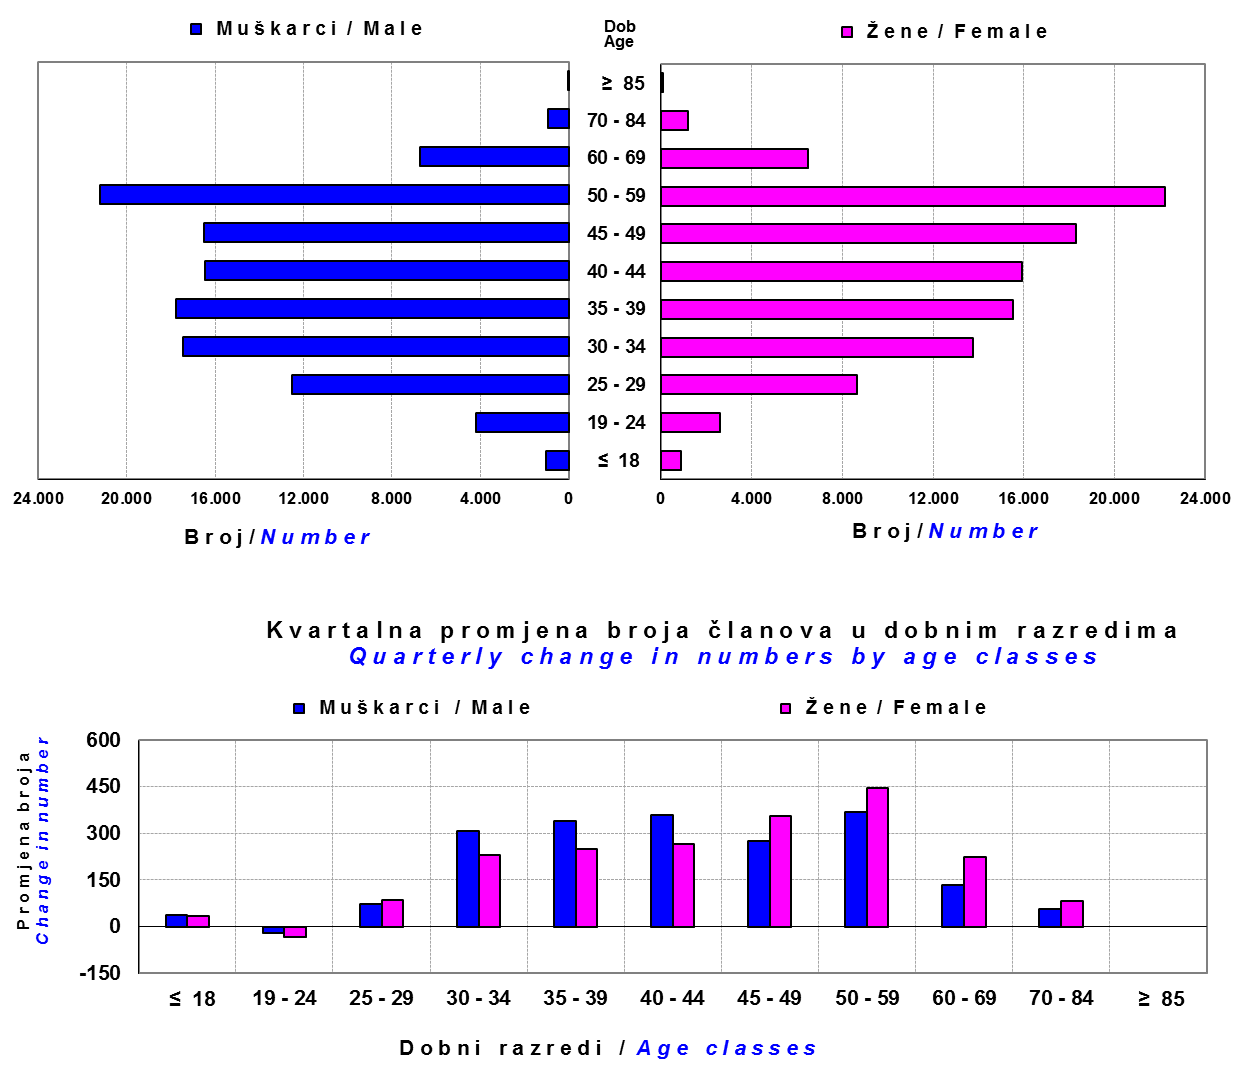 Muškarci / Male
Dob
Age
Žene / Female
≥ 85
70 - 84
60 - 69
50 - 59
45 - 49
40 - 44
35 - 39
30 - 34
25 - 29
19 - 24
≤ 18
24.000 20.000 16.000 12.000 8.000 4.000 0
0 4.000 8.000 12.000 16.000 20.000 24.000
Broj/Number
Broj/Number
Kvartalna promjena broja članova u dobnim razredima
Quarterly change in numbers by age classes
Muškarci / Male
Žene / Female
Promjena broja
Change in number
600
450
300
150
0
-150
≤ 18 19 - 24 25 - 29 30 - 34 35 - 39 40 - 44 45 - 49 50 - 59 60 - 69 70 - 84 ≥ 85
Dobni razredi / Age classes